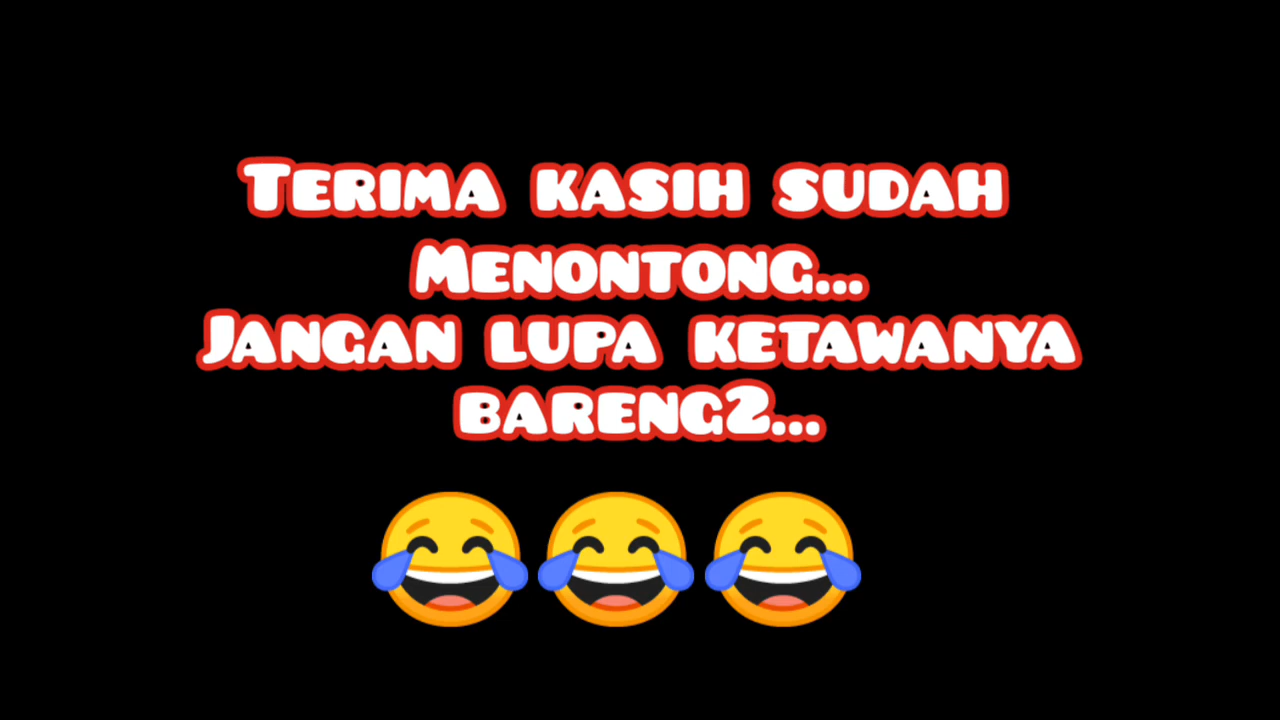 Terima kasih sudah
Menontong...
Jangan lupa ketawanya
bareng2...
😂😂😂